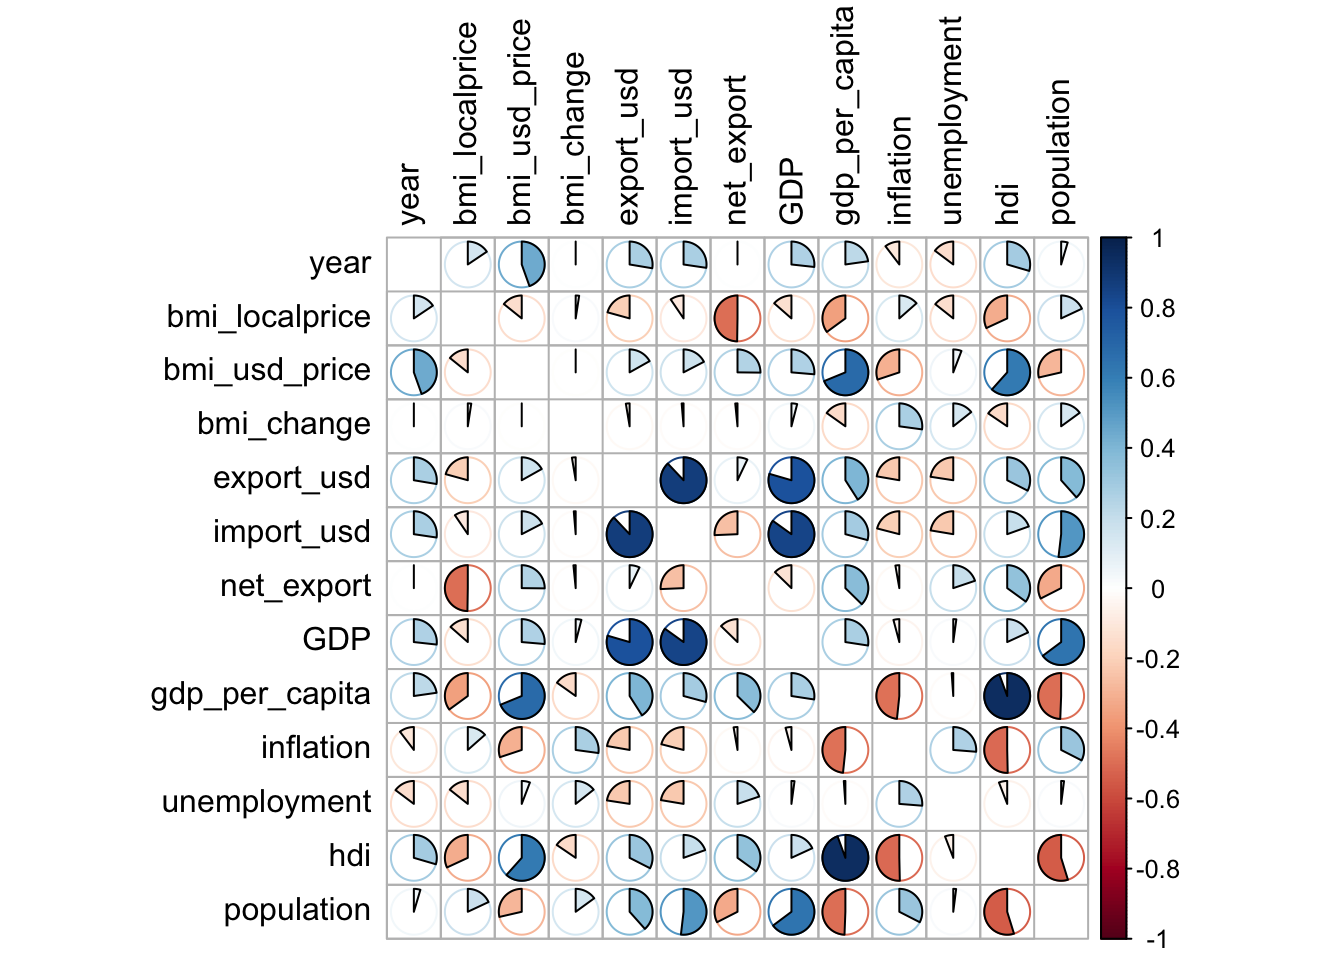 year
bmi_localprice
bmi_usd_price
bmi_change
export_usd
import_usd
net_export
GDP
gdp_per_capita
inflation
unemployment
hdi
population
year
bmi_localprice
bmi_usd_price
bmi_change
export_usd
import_usd
net_export
GDP
gdp_per_capita
inflation
unemployment
hdi
population
1
0.8
0.6
0.4
0.2
0
-0.2
-0.4
-0.6
-0.8
-1